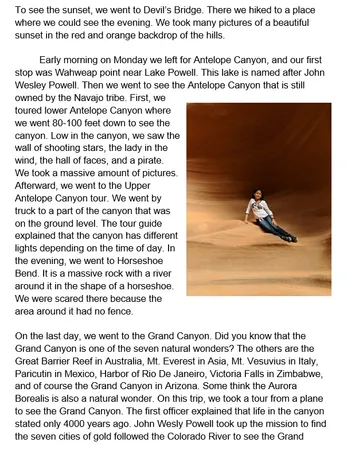 To see the sunset, we went to Devil's Bridge. There we hiked to a place
where we could see the evening. We took many pictures of a beautiful
sunset in the red and orange backdrop of the hills.
Early morning on Monday we left for Antelope Canyon, and our first
stop was Wahweap point near Lake Powell. This lake is named after John
Wesley Powell. Then we went to see the Antelope Canyon that is still
owned by the Navajo tribe. First, we
toured lower Antelope Canyon where
we went 80-100 feet down to see the
canyon. Low in the canyon, we saw the
wall of shooting stars, the lady in the
wind, the hall of faces, and a pirate.
We took a massive amount of pictures.
Afterward, we went to the Upper
Antelope Canyon tour. We went by
truck to a part of the canyon that was
on the ground level. The tour guide
explained that the canyon has different
lights depending on the time of day. In
the evening, we went to Horseshoe
Bend. It is a massive rock with a river
around it in the shape of a horseshoe.
We were scared there because the
area around it had no fence.
On the last day, we went to the Grand Canyon. Did you know that the
Grand Canyon is one of the seven natural wonders? The others are the
Great Barrier Reef in Australia, Mt. Everest in Asia, Mt. Vesuvius in Italy,
Paricutin in Mexico, Harbor of Rio De Janeiro, Victoria Falls in Zimbabwe,
and of course the Grand Canyon in Arizona. Some think the Aurora
Borealis is also a natural wonder. On this trip, we took a tour from a plane
to see the Grand Canyon. The first officer explained that life in the canyon
stated only 4000 years ago. John Wesly Powell took up the mission to find
the seven cities of gold followed the Colorado River to see the Grand